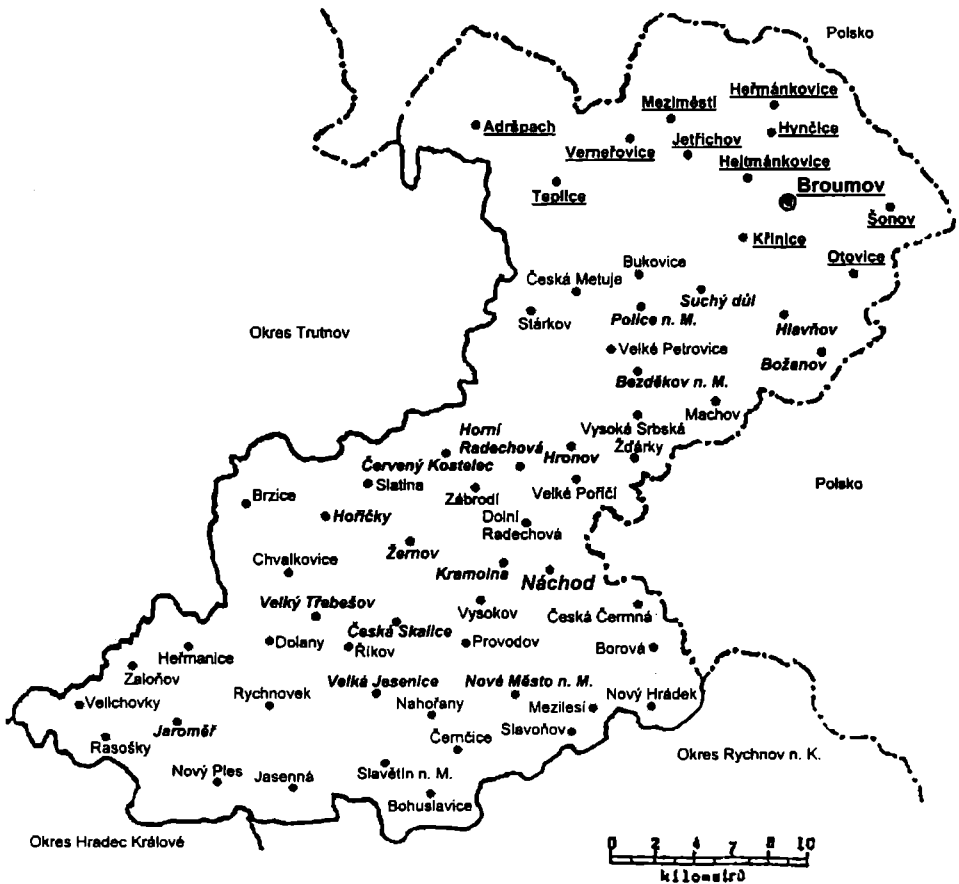 Polsko
Heřmánkovice
Meziměstí
Adršpach
Hynčice
Verneřovice
Jetřichov
Hejtmánkovice
Teplice
Broumov
Šonov
Křinice
Otovice
Bukovice
Česká Metuje
Suchý důl
Stárkov
Police n. M.
Hlavňov
Okres Trutnov
Velké Petrovice
Božanov
Bezděkov n. M.
Machov
Horní
Radechová
Vysoká Srbská
Žďárky
Hronov
Červený Kostelec
Slatina
Polsko
Brzice
Zábrodí
Velké Poříčí
Hořičky
Dolní
Radechová
Žernov
Chvalkovice
Kramolna
Náchod
Velký Třebešov
Vysokov
Česká Čermná
Česká Skalice
Dolany
Říkov
Provodov
Borová
Heřmanice
Zaloňov
Velká Jesenice
Nové Město n. M.
Velichovky
Rychnovek
Nahořany
Mezilesí
Nový Hrádek
Jaroměř
Slavoňov
Rasošky
Černčice
Okres Rychnov n. K.
Nový Ples
Jasenná
Slavětín n. M.
Bohuslavice
Okres Hradec Králové
0 2 4 7 8 10
kilometrů